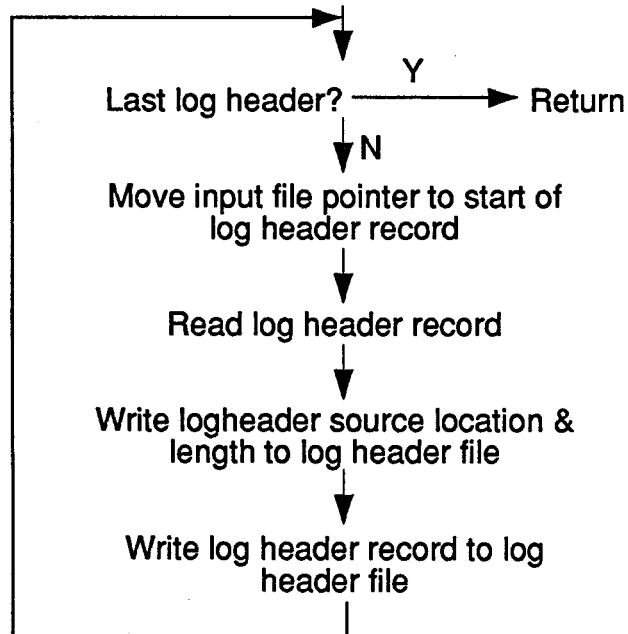 Y
Last log header? Return
N
Move input file pointer to start of
log header record
Read log header record
Write logheader source location &
length to log header file
Write log header record to log
header file